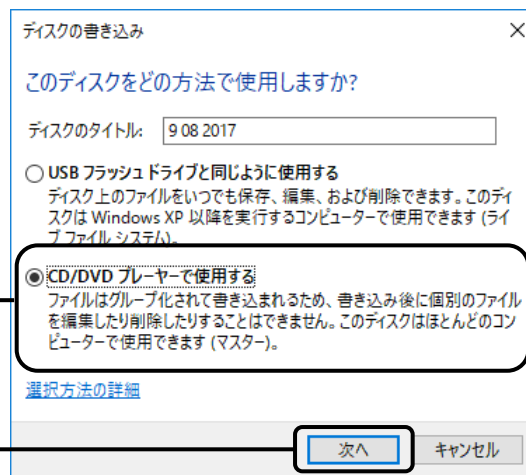 ディスクの書き込み
このディスクをどの方法で使用しますか?
ディスクのタイトル: 9 08 2017
USB フラッシュ ドライブと同じように使用する
ディスク上のファイルをいつでも保存、編集、および削除できます。このディ
スクは Windows XP 以降を実行するコンピューターで使用できます (ライ
ブ ファイル システム)。
CD/DVD プレーヤーで使用する
ファイルはグループ化されて書き込まれるため、書き込み後に個別のファイル
を編集したり削除したりすることはできません。このディスクはほとんどのコン
ピューターで使用できます (マスター)。
選択方法の詳細
次へ キャンセル